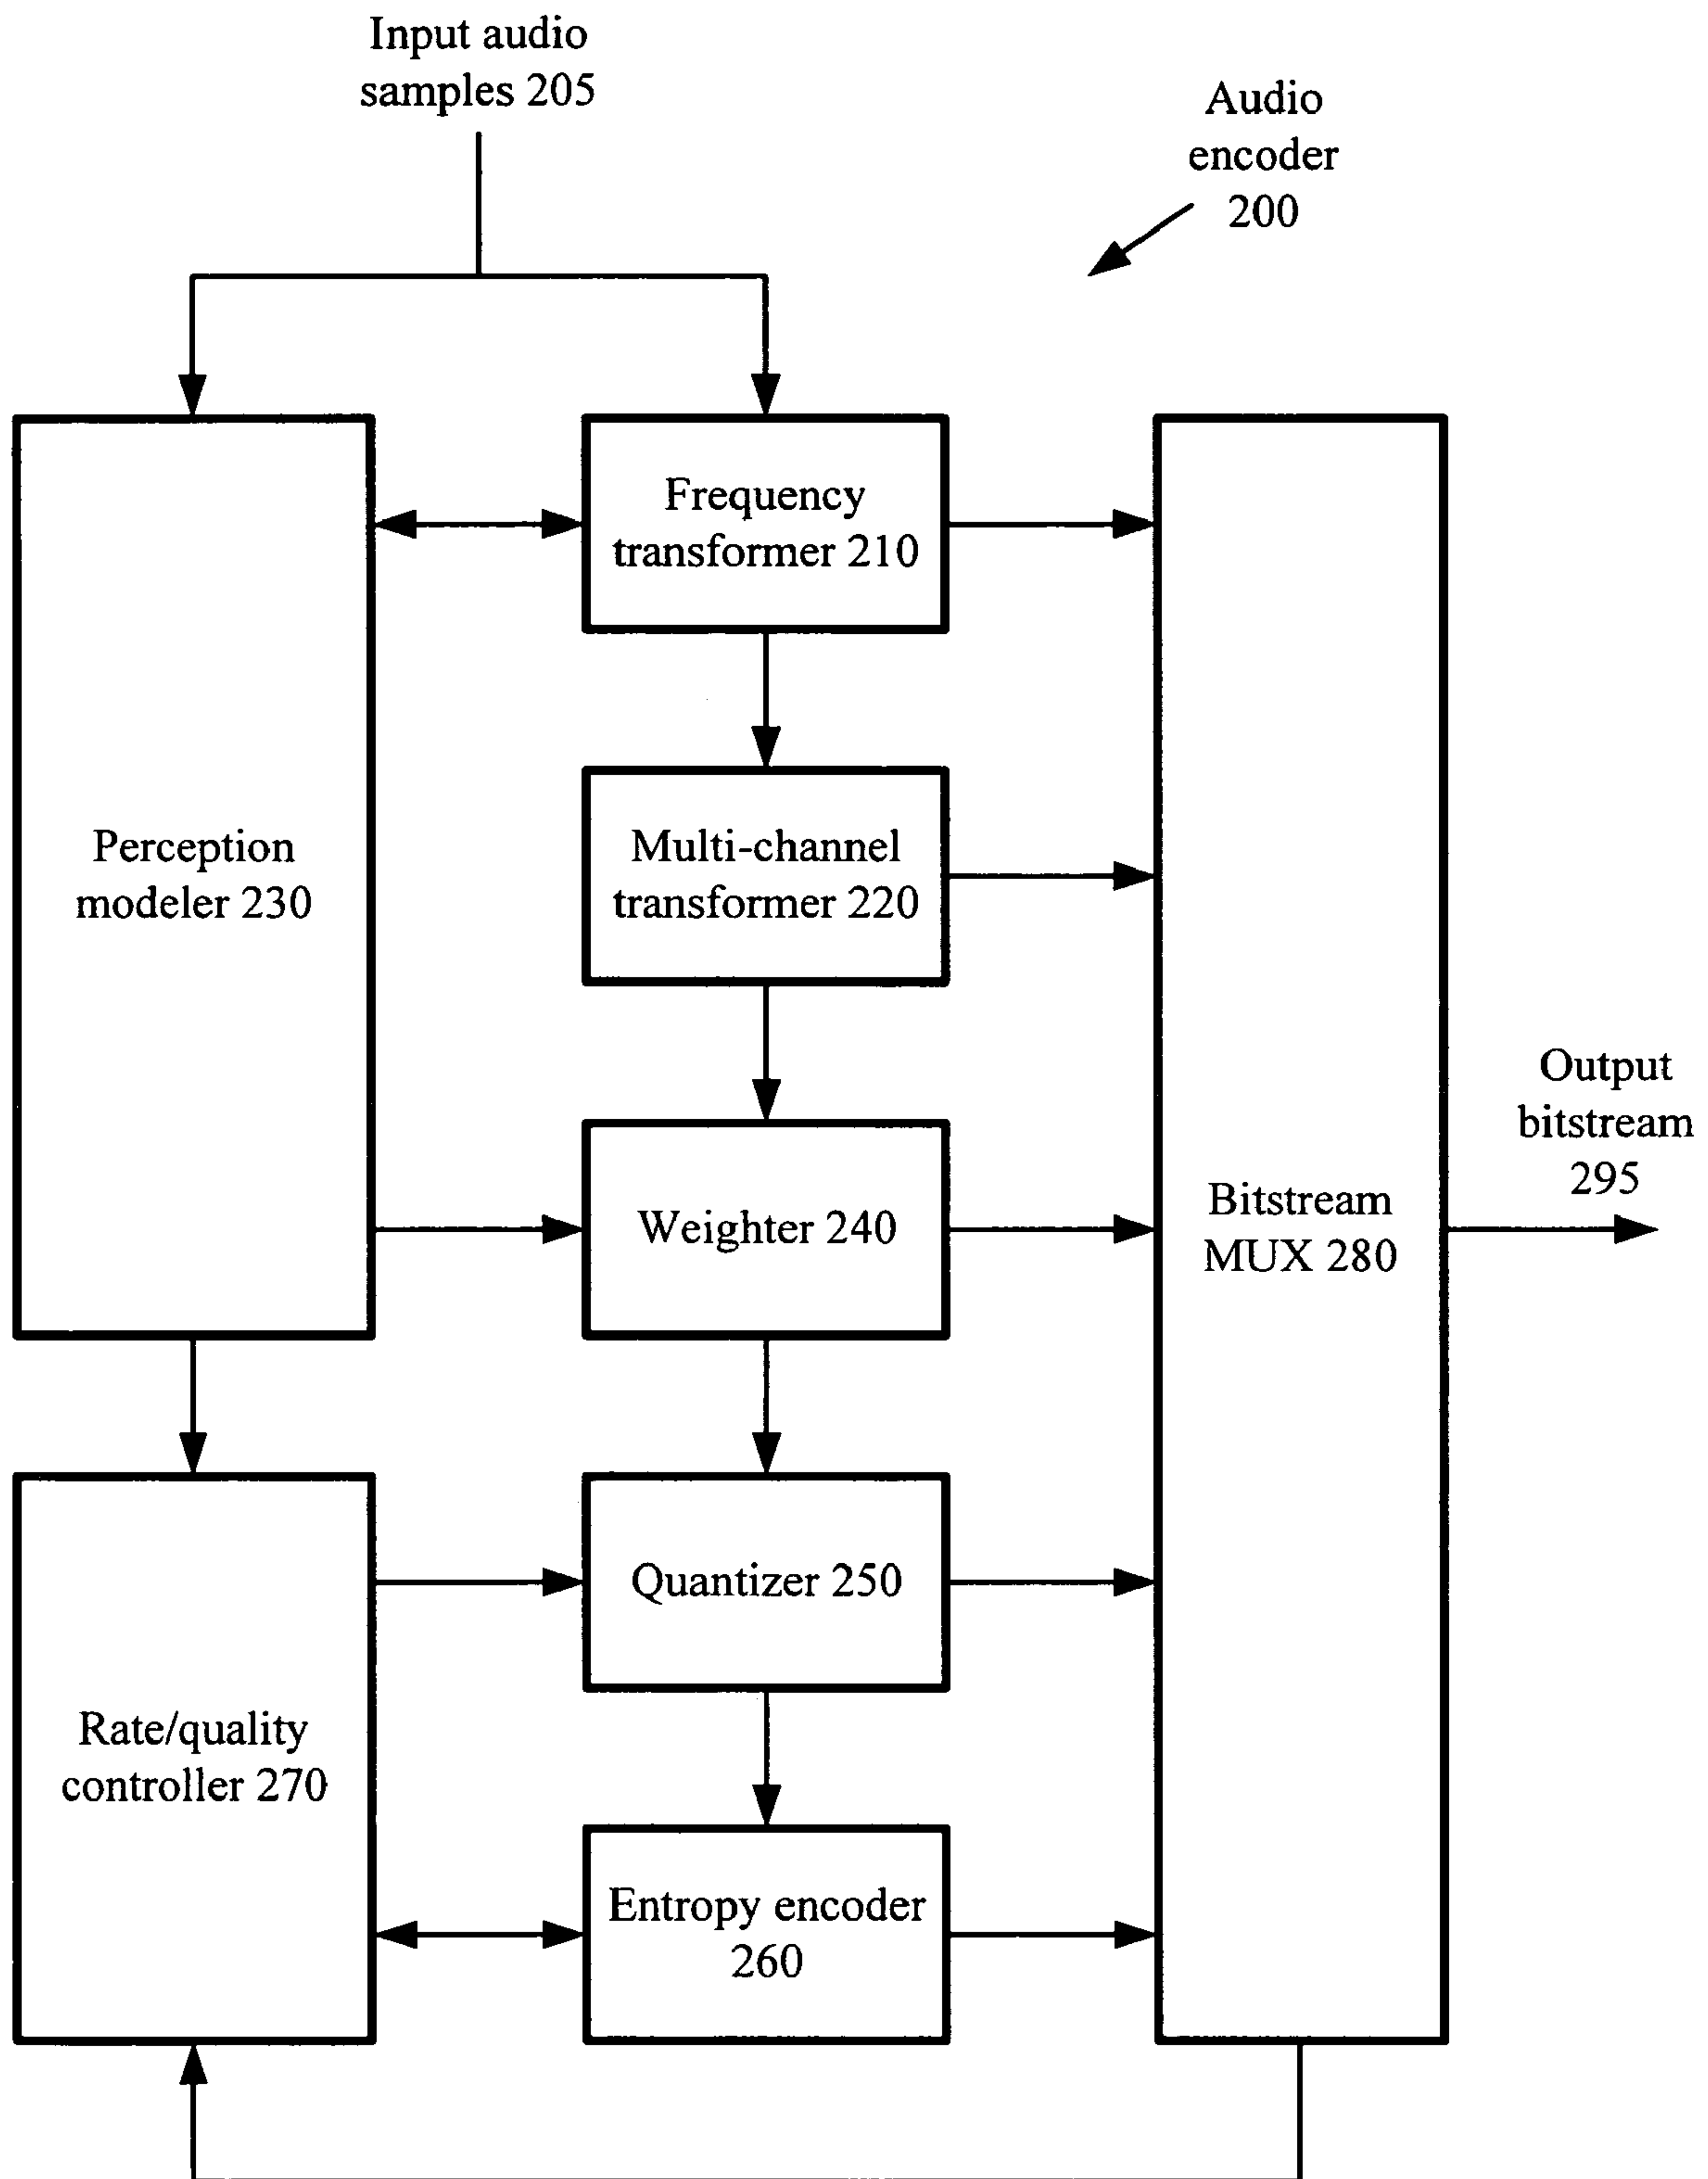 Input audio
samples 205
Audio
encoder
200
Frequency
transformer 210
Perception
modeler 230
Multi-channel
transformer 220
Output
bitstream
295
Weighter 240
Bitstream
MUX 280
Quantizer 250
Rate/quality
controller 270
Entropy encoder
260